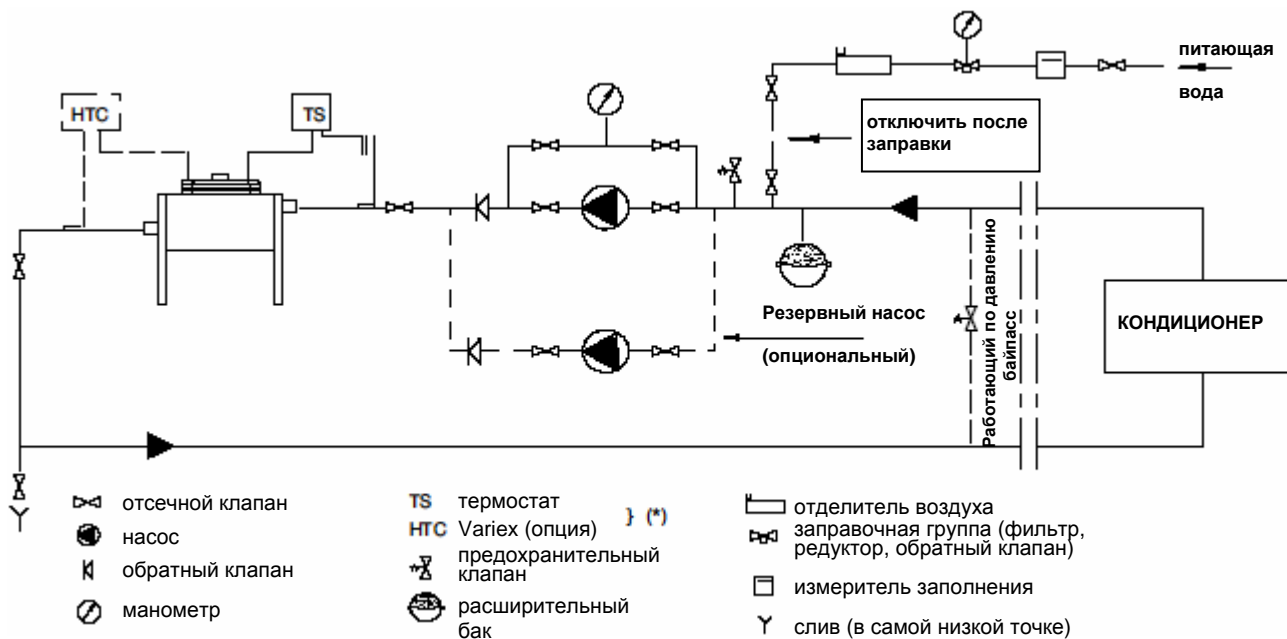 питающая
вода
HTC
TS
отключить после
заправки
Резервный насос
(опциональный)
Работающий по давлению
байпасс
КОНДИЦИОНЕР
отсечной клапан
насос
обратный клапан
манометр
TS термостат
HTC Variex (опция) } (*)
предохранительный
клапан
расширительный
бак
отделитель воздуха
заправочная группа (фильтр,
редуктор, обратный клапан)
измеритель заполнения
слив (в самой низкой точке)